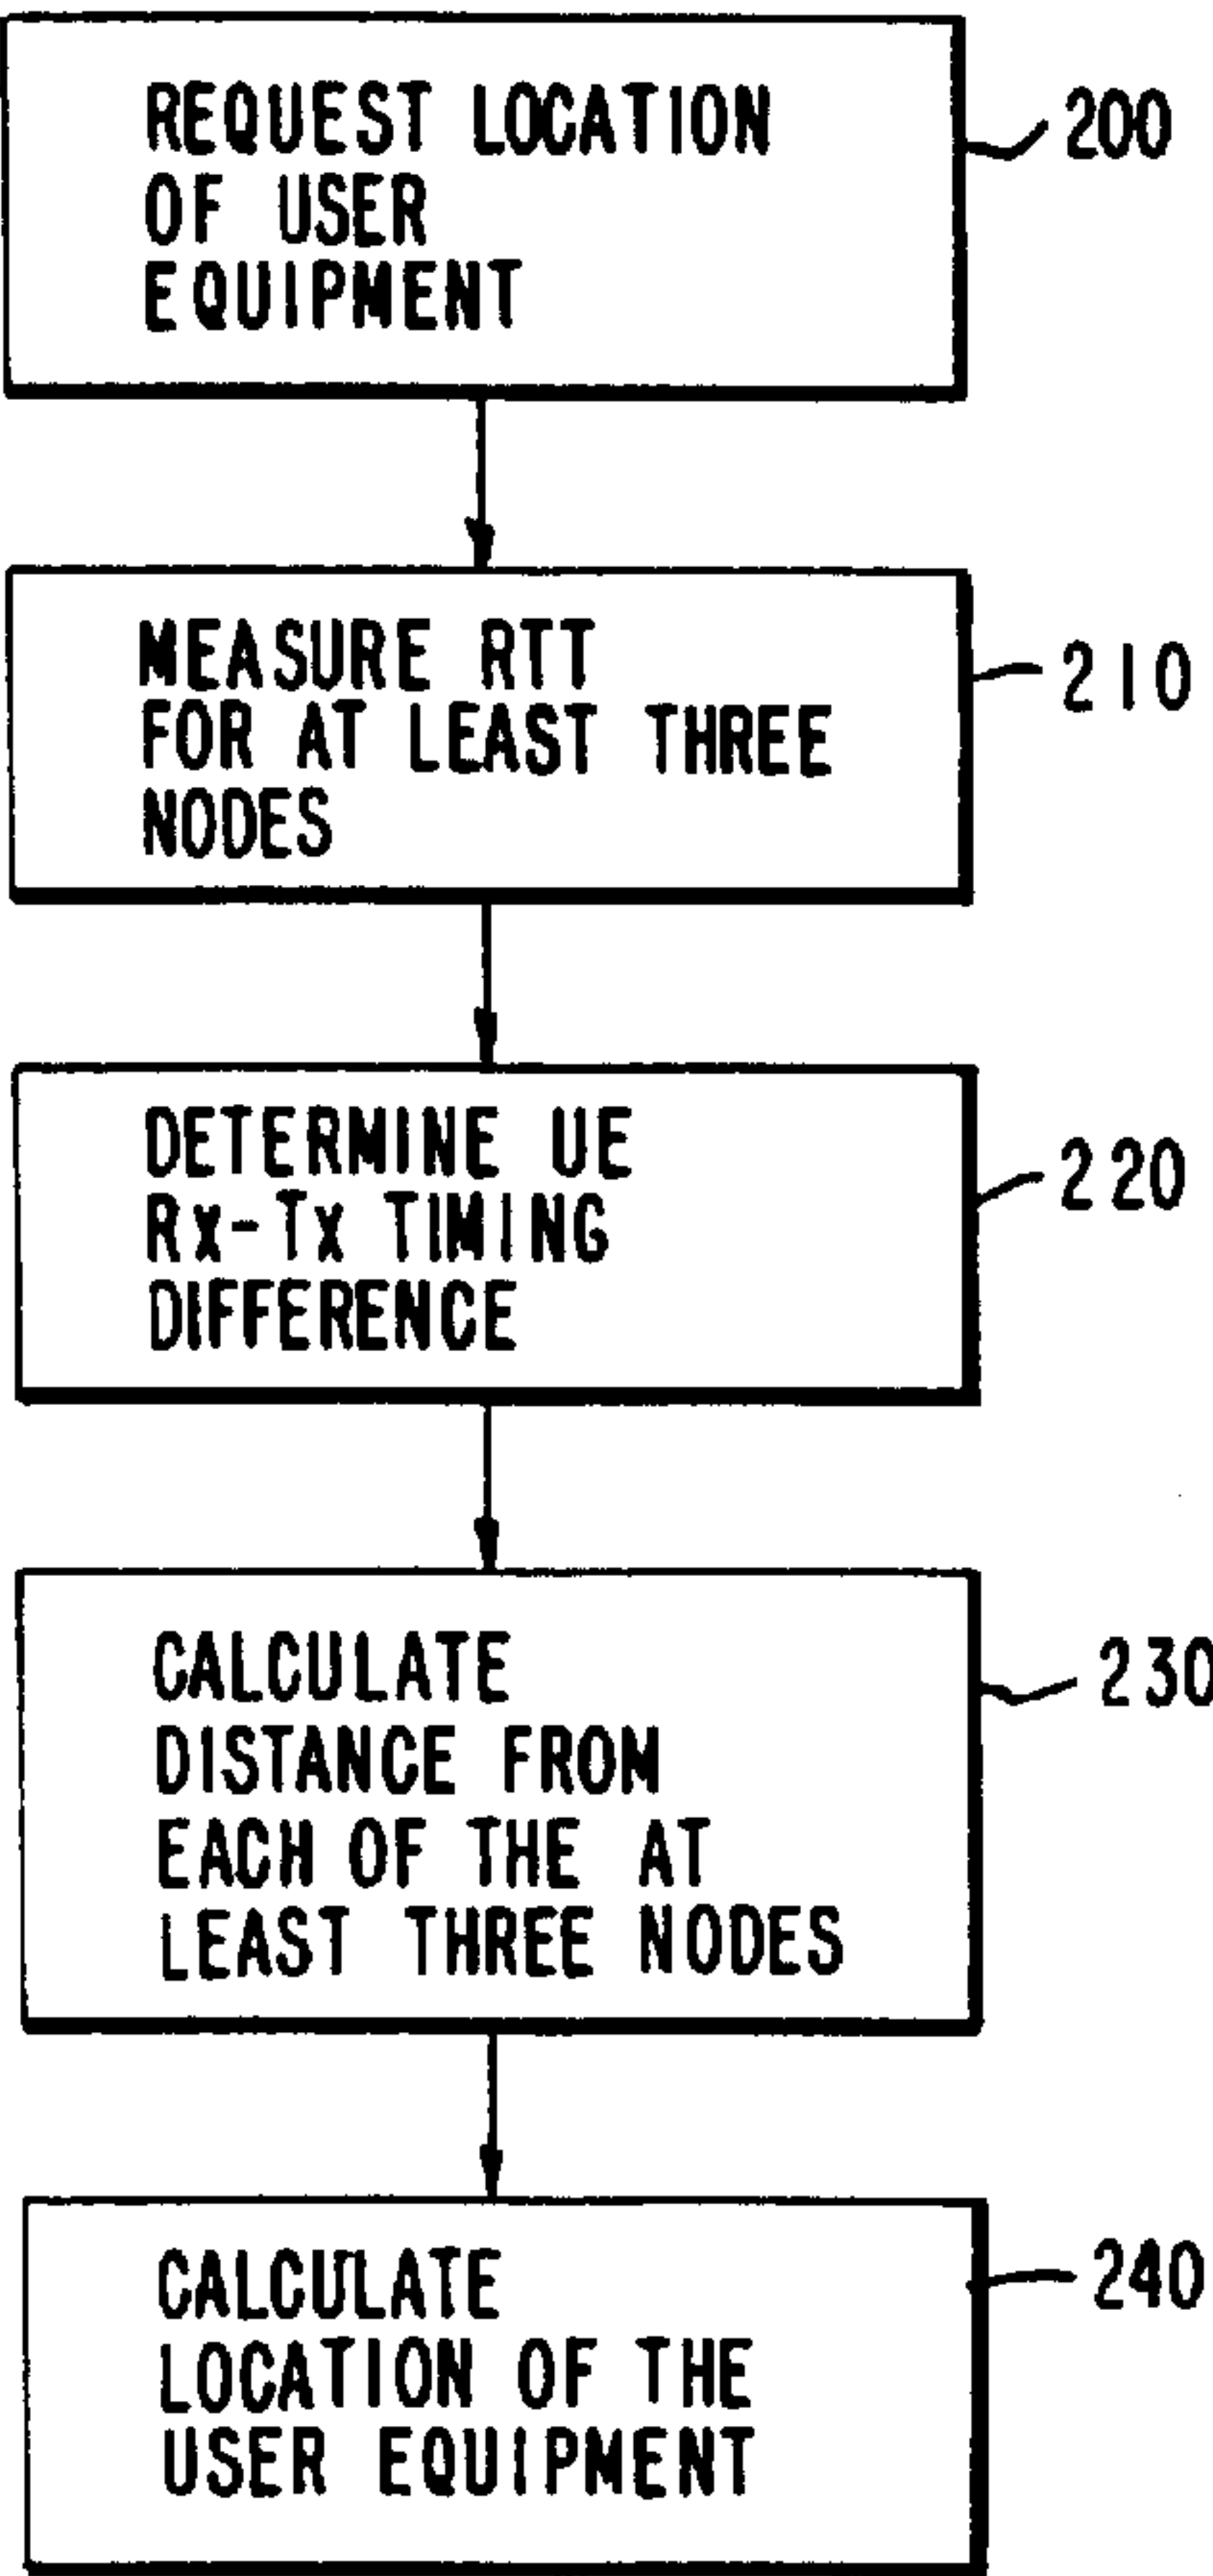 REQUEST LOCATION
OF USER
EQUIPMENT
200
MEASURE RTT
FOR AT LEAST THREE
NODES
210
DETERMINE UE
Rx-Tx TIMING
DIFFERENCE
220
CALCULATE
DISTANCE FROM
EACH OF THE AT
LEAST THREE NODES
230
CALCULATE
LOCATION OF THE
USER EQUIPMENT
240